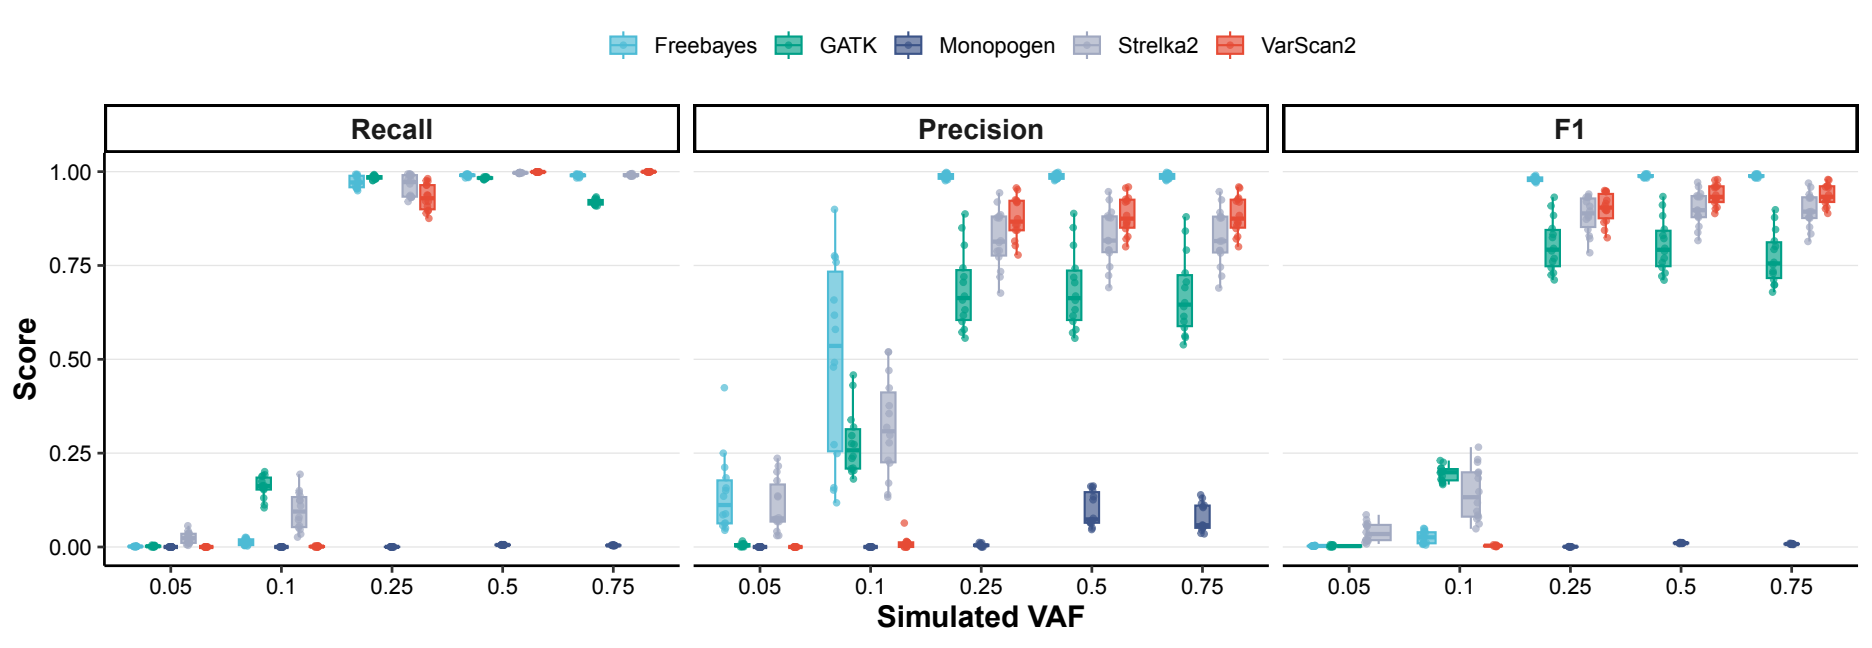 Freebayes GATK Monopogen Strelka2 VarScan2
Recall Precision F1
Score
1.00
0.75
0.50
0.25
0.00
0.05 0.1 0.25 0.5 0.75 0.05 0.1 0.25 0.5 0.75 0.05 0.1 0.25 0.5 0.75
Simulated VAF